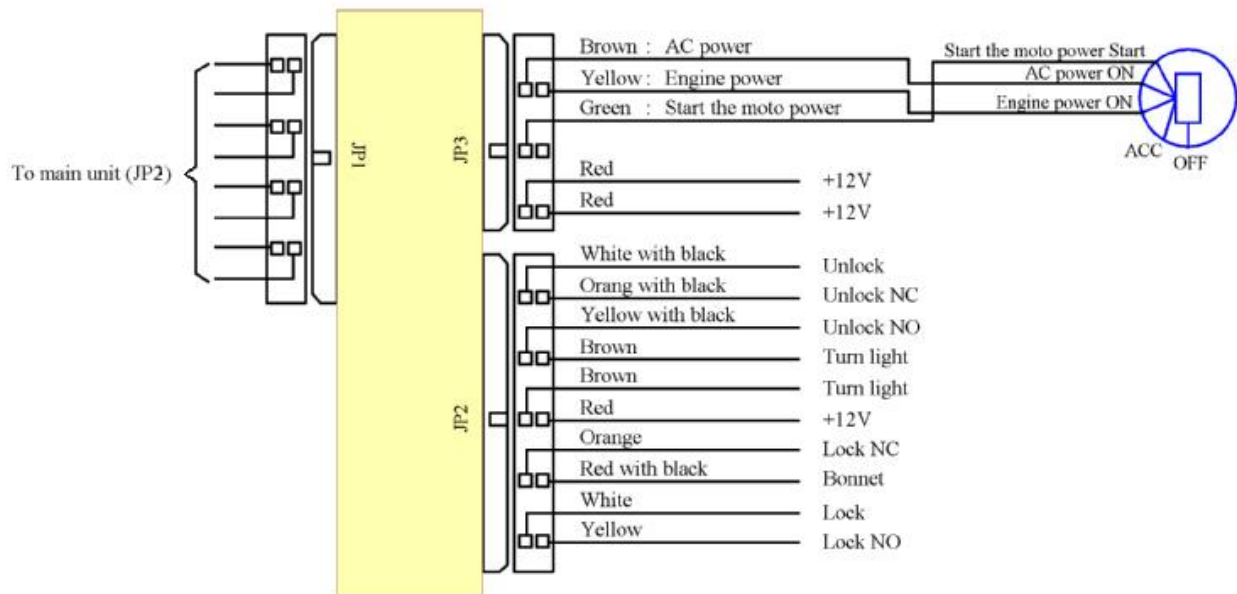 Brown : AC power
Yellow : Engine power
Green : Start the moto power
Start the moto power Start
AC power ON
Engine power ON
ACC
OFF
To main unit (JP2)
JP1
JP3
Red +12V
Red +12V
White with black Unlock
Orang with black Unlock NC
Yellow with black Unlock NO
Brown Turn light
Brown Turn light
JP2
Red +12V
Orange Lock NC
Red with black Bonnet
White Lock
Yellow Lock NO